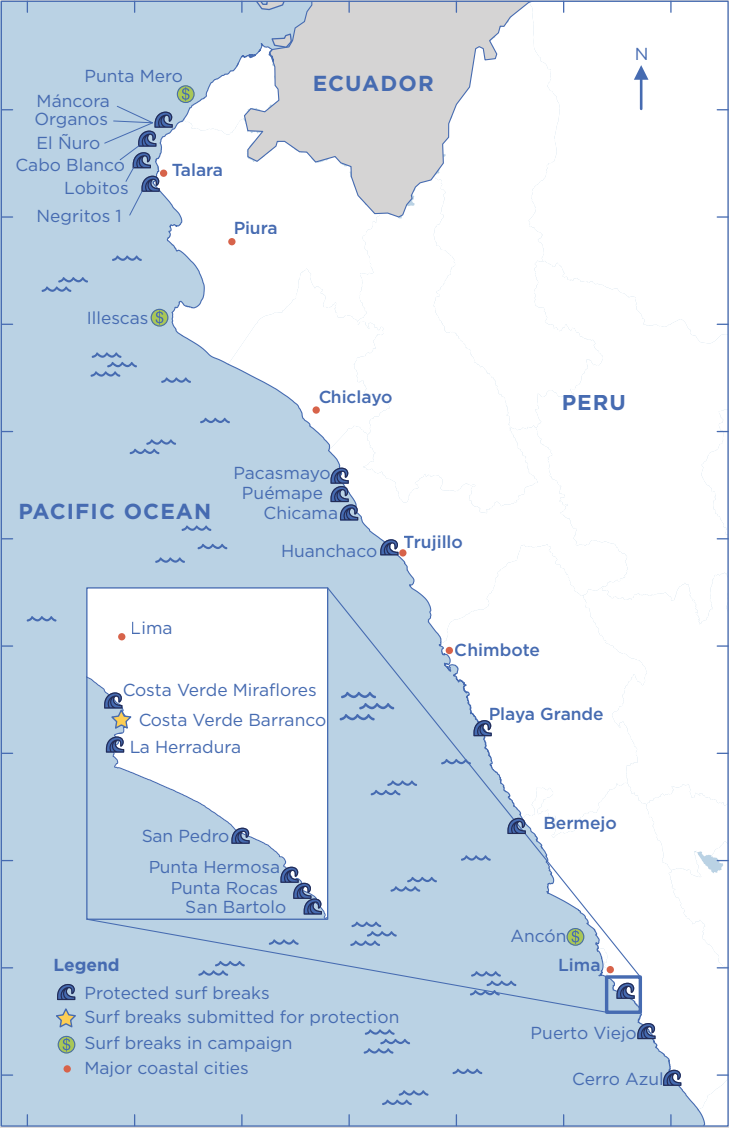 ECUADOR
N
Punta Mero
$
Máncora
Organos
El Ñuro
Cabo Blanco
Talara
Lobitos
Negritos 1
Piura
Illescas
$
Chiclayo
PERU
Pacasmayo
Puémape
Chicama
PACIFIC OCEAN
Huanchaco
Trujillo
Lima
Chimbote
Costa Verde Miraflores
Costa Verde Barranco
La Herradura
Playa Grande
San Pedro
Bermejo
Punta Hermosa
Punta Rocas
San Bartolo
Ancón
$
Lima
Legend
Protected surf breaks
Surf breaks submitted for protection
$ Surf breaks in campaign
Major coastal cities
Puerto Viejo
Cerro Azul